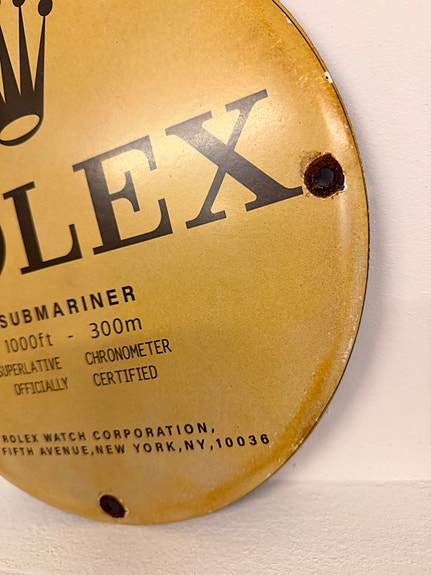 OLEX
SUBMARINER
1000ft - 300m
SUPERLATIVE CHRONOMETER
OFFICIALLY CERTIFIED
ROLEX WATCH CORPORATION,
FIFTH AVENUE,NEW YORK,NY,10036